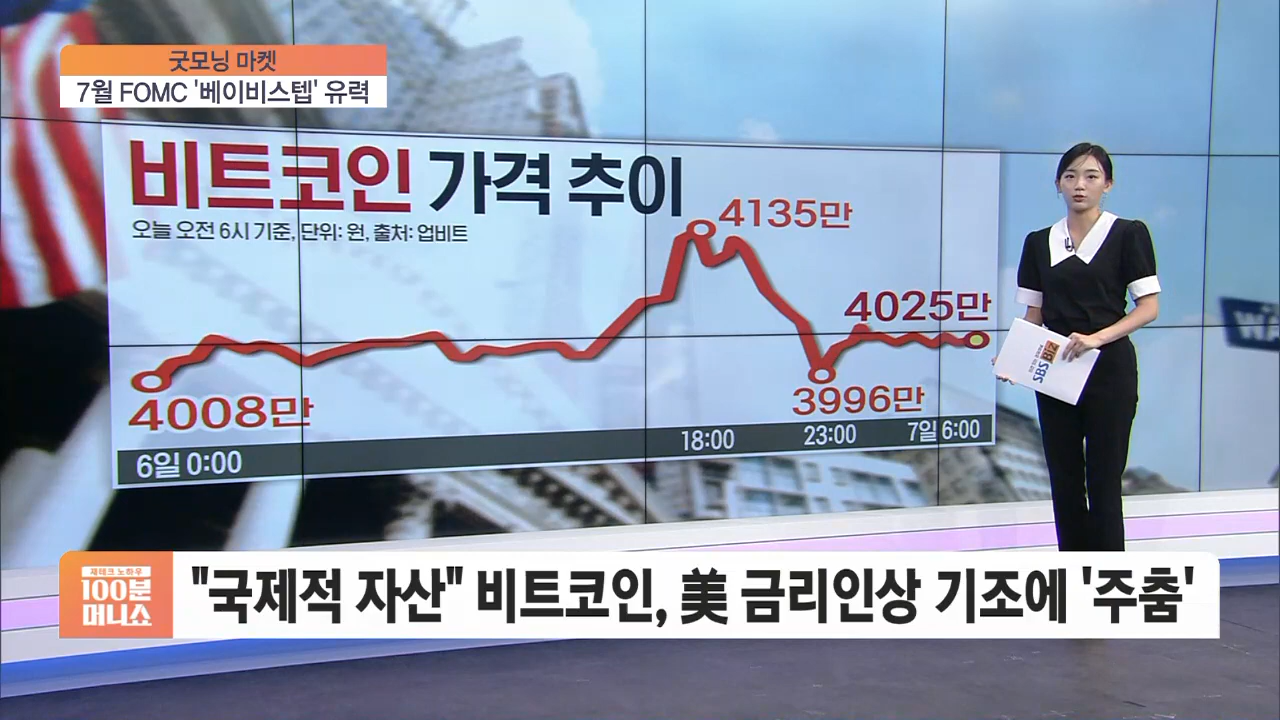 굿모닝 마켓
7월 FOMC '베이비스텝' 유력
비트코인 가격 추이
오늘 오전 6시 기준, 단위: 원, 출처: 업비트
4135만
4025만
4008만
3996만
6일 0:00
18:00
23:00
7일 6:00
SBS Biz
WA
재테크 노하우
100분
머니쇼
"국제적 자산" 비트코인, 美 금리인상 기조에 '주춤'